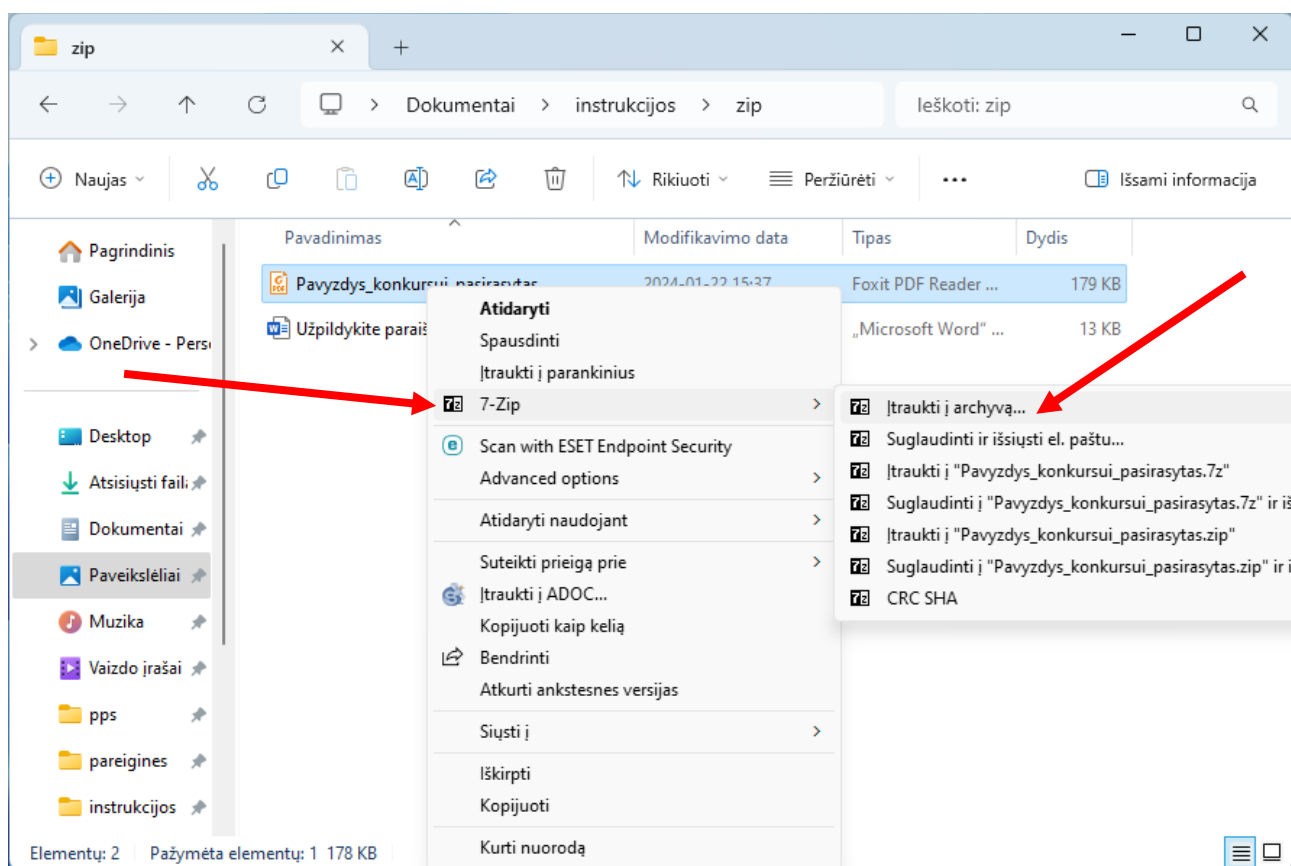 zip
Dokumentai > instrukcijos > zip
Ieškoti: zip
Naujas
Rikiuoti
Peržiūrėti
Išsami informacija
Pagrindinis
Galerija
OneDrive - Perso
Desktop
Atsisiųsti faila
Dokumentai
Paveikslėliai
Muzika
Vaizdo įrašai
pps
pareigines
instrukcijos
Pavadinimas Modifikavimo data Tipas Dydis
Pavyzdys_konkursui_pasirasytas 2024-01-22 15:37 Foxit PDF Reader ... 179 KB
Užpildykite paraiš „Microsoft Word“ ... 13 KB
Atidaryti
Spausdinti
Įtraukti į parankinius
7-Zip
Scan with ESET Endpoint Security
Advanced options
Atidaryti naudojant
Suteikti prieigą prie
Įtraukti į ADOC...
Kopijuoti kaip kelią
Bendrinti
Atkurti ankstesnes versijas
Siųsti į
Iškirpti
Kopijuoti
Kurti nuorodą
Įtraukti į archyvą...
Suglaudinti ir išsiųsti el. paštu...
Įtraukti į "Pavyzdys_konkursui_pasirasytas.7z"
Suglaudinti į "Pavyzdys_konkursui_pasirasytas.7z" ir iš
Įtraukti į "Pavyzdys_konkursui_pasirasytas.zip"
Suglaudinti į "Pavyzdys_konkursui_pasirasytas.zip" ir i
CRC SHA
Elementų: 2 Pažymėta elementų: 1 178 KB